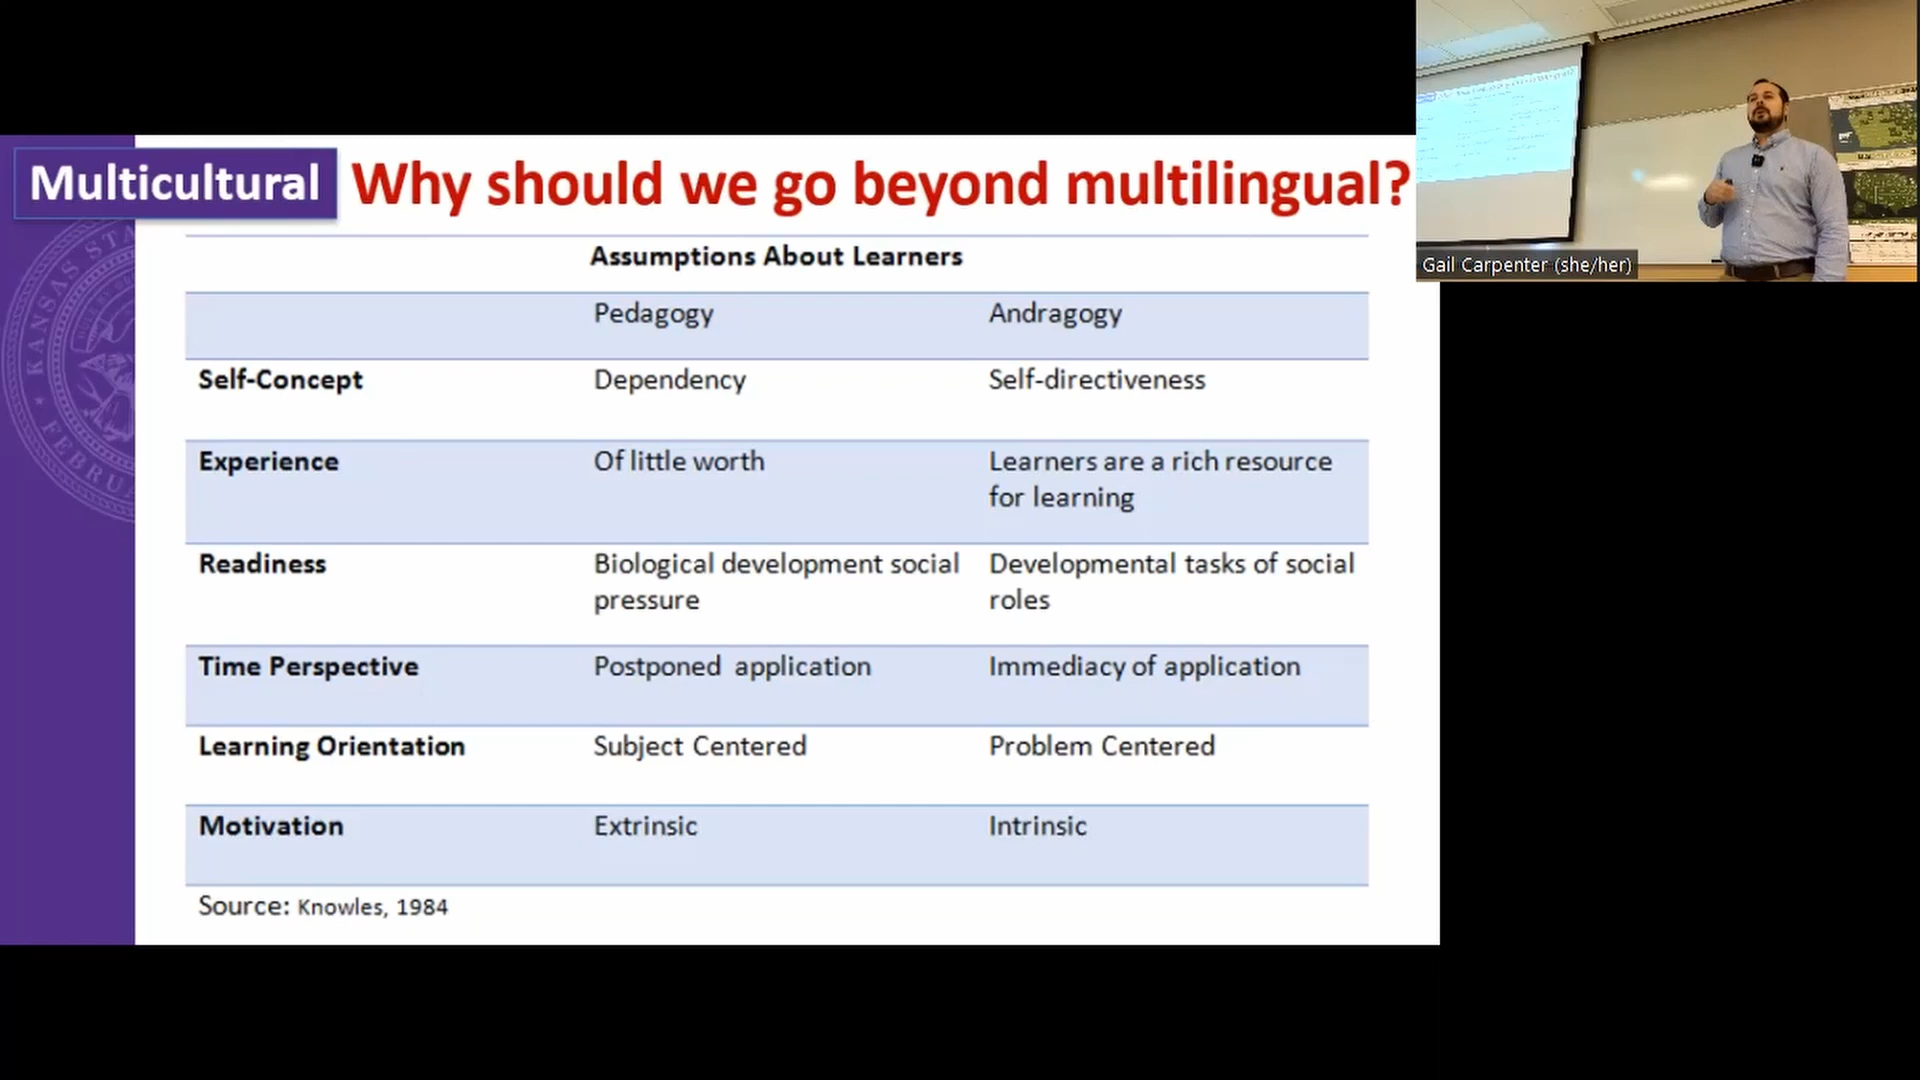 Multicultural
Why should we go beyond multilingual?
Assumptions About Learners
Pedagogy Andragogy
Self-Concept Dependency Self-directiveness
Experience Of little worth Learners are a rich resource
for learning
Readiness Biological development social Developmental tasks of social
pressure roles
Time Perspective Postponed application Immediacy of application
Learning Orientation Subject Centered Problem Centered
Motivation Extrinsic Intrinsic
Source: Knowles, 1984
KANSAS STA
FEBRUA
Gail Carpenter (she/her)